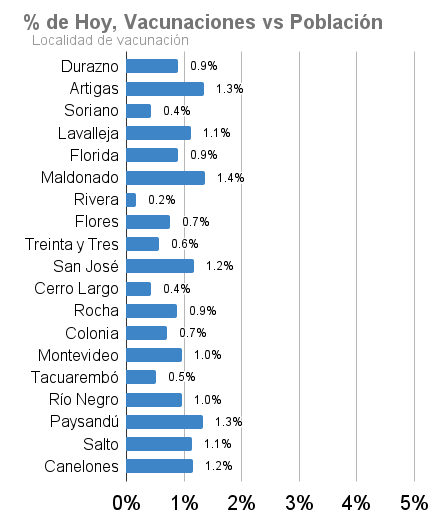 % de Hoy, Vacunaciones vs Población
Localidad de vacunación
Durazno 0.9%
Artigas 1.3%
Soriano 0.4%
Lavalleja 1.1%
Florida 0.9%
Maldonado 1.4%
Rivera 0.2%
Flores 0.7%
Treinta y Tres 0.6%
San José 1.2%
Cerro Largo 0.4%
Rocha 0.9%
Colonia 0.7%
Montevideo 1.0%
Tacuarembó 0.5%
Río Negro 1.0%
Paysandú 1.3%
Salto 1.1%
Canelones 1.2%
0% 1% 2% 3% 4% 5%